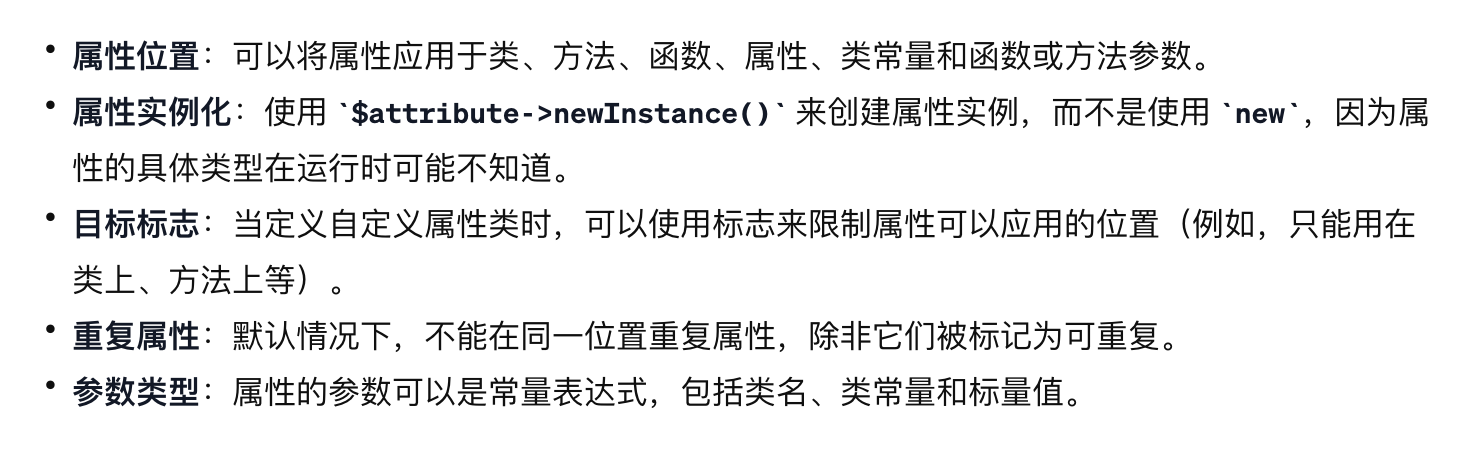 • 属性位置：可以将属性应用于类、方法、函数、属性、类常量和函数或方法参数。
• 属性实例化：使用 `$attribute->newInstance()` 来创建属性实例，而不是使用 `new`，因为属
性的具体类型在运行时可能不知道。
• 目标标志：当定义自定义属性类时，可以使用标志来限制属性可以应用的位置（例如，只能用在
类上、方法上等）。
• 重复属性：默认情况下，不能在同一位置重复属性，除非它们被标记为可重复。
• 参数类型：属性的参数可以是常量表达式，包括类名、类常量和标量值。